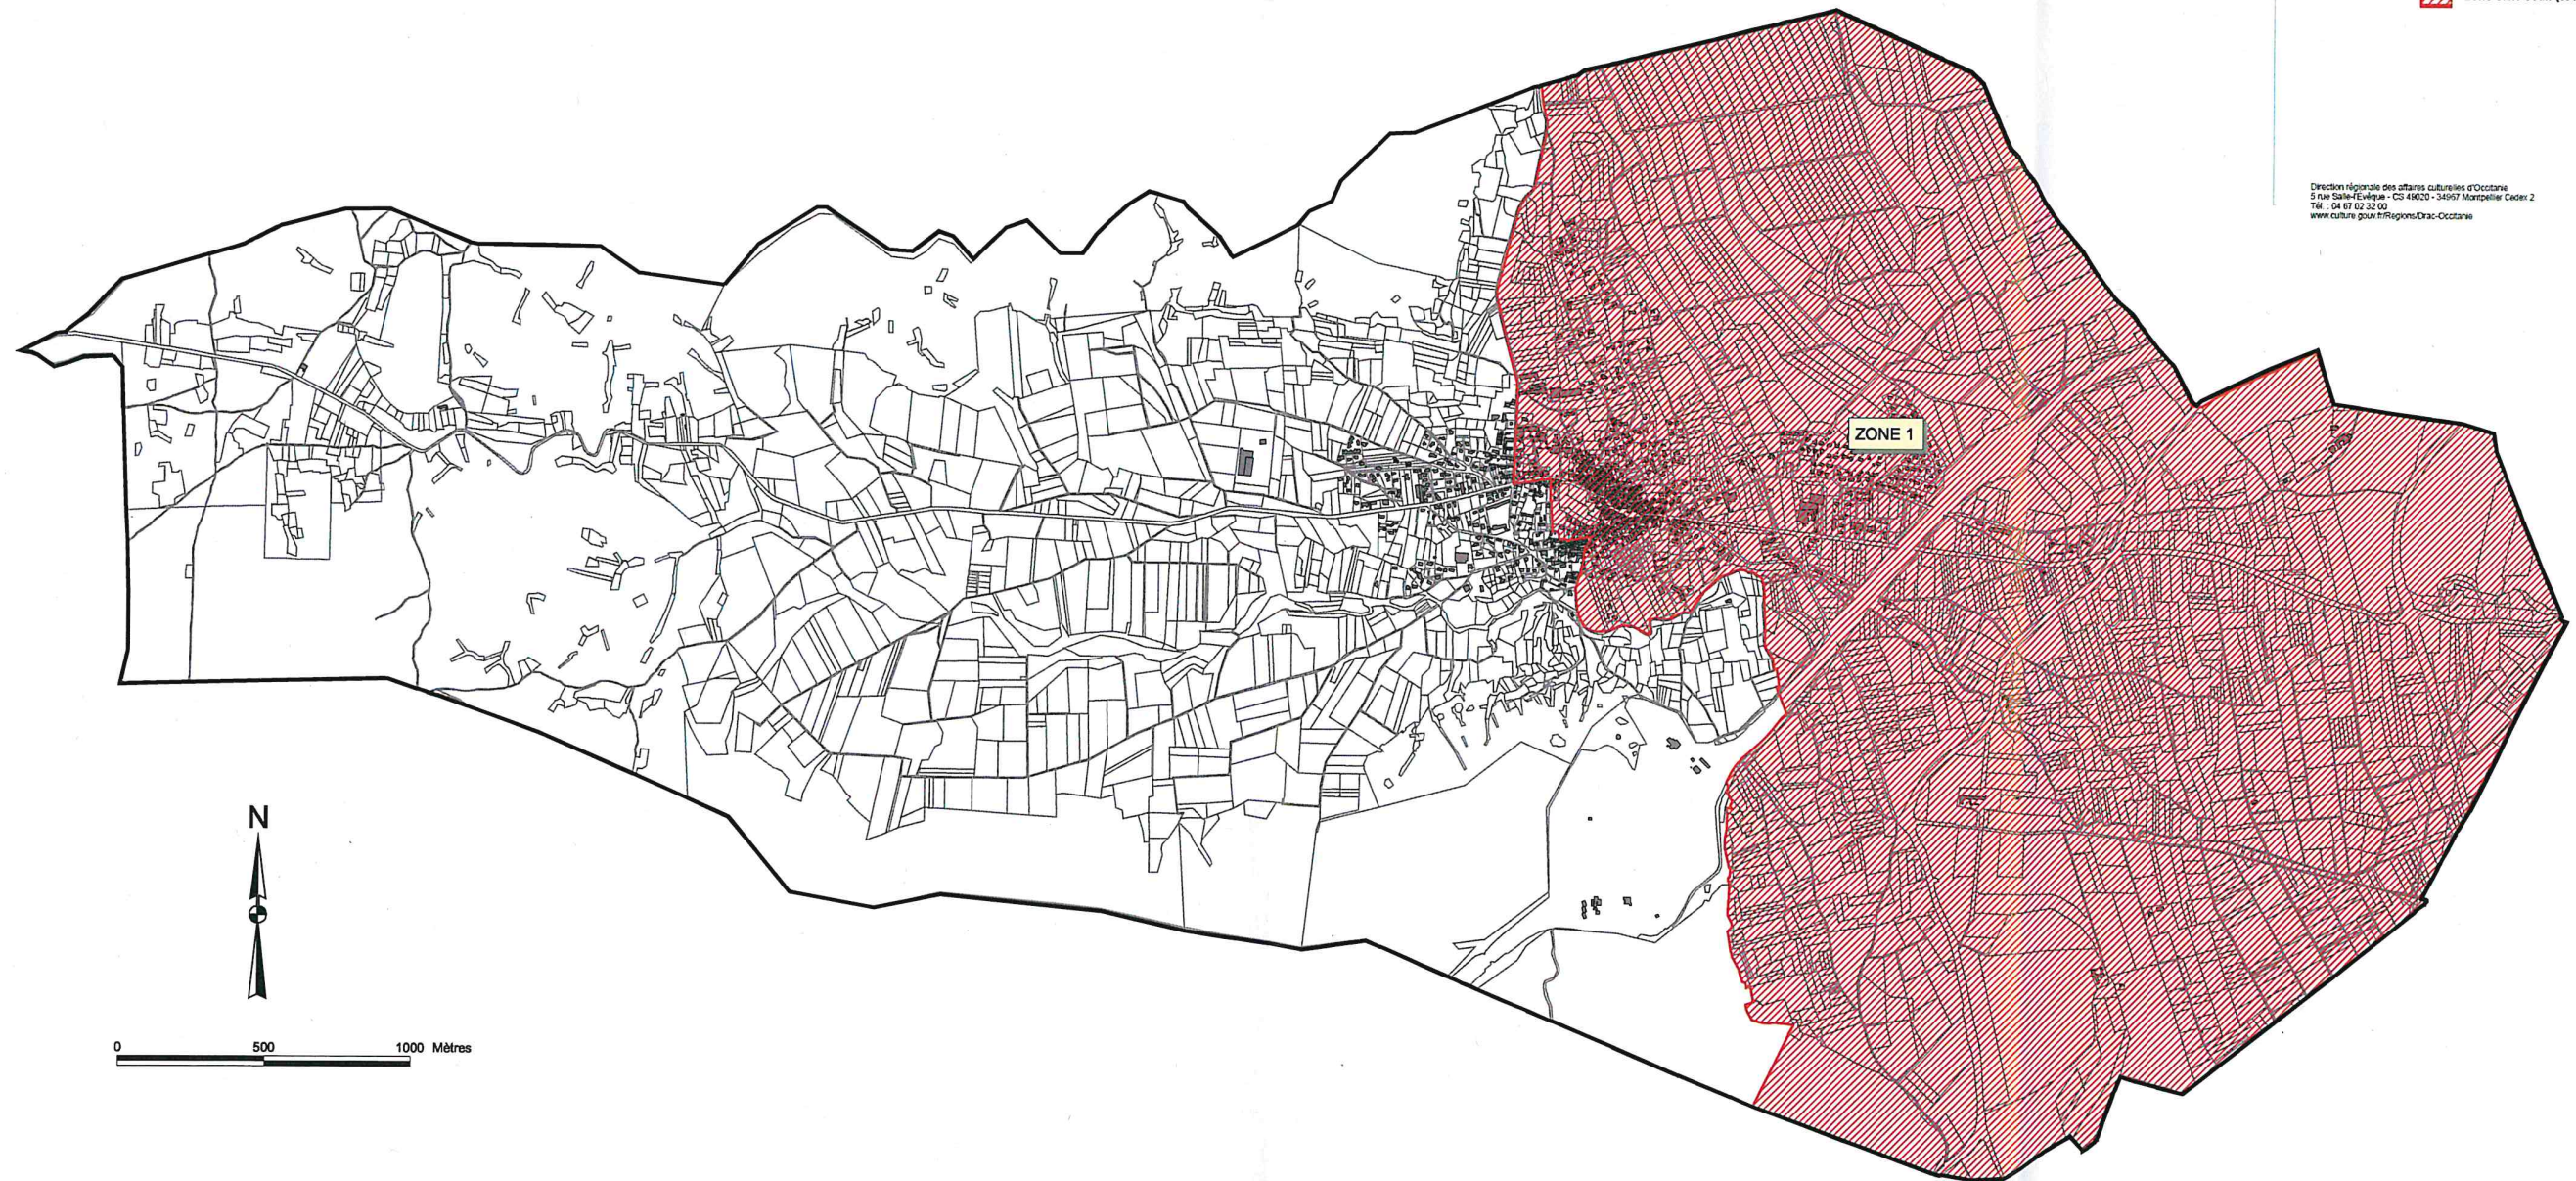 Direction régionale des affaires culturelles d'Occitanie
5 rue Salle-l'Evêque - CS 49020 - 34967 Montpellier Cedex 2
Tél. : 04 67 02 32 00
www.culture.gouv.fr/Regions/Drac-Occitanie
ZONE 1
N
0 500 1000 Mètres